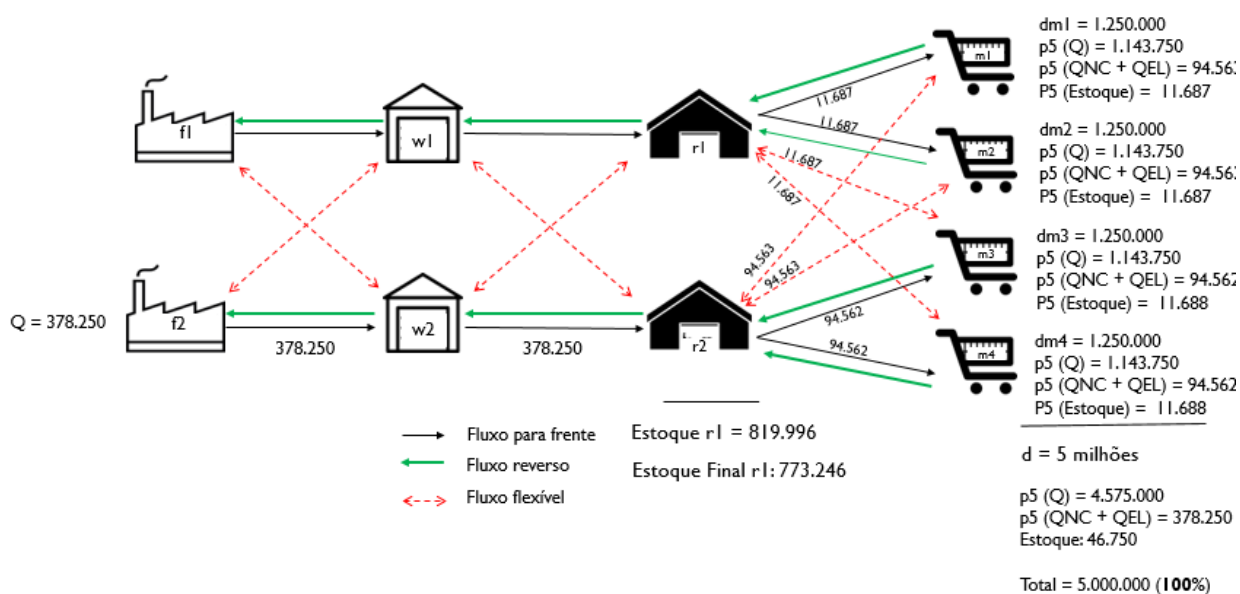 dm1 = 1.250.000
p5 (Q) = 1.143.750
p5 (QNC + QEL) = 94.563
P5 (Estoque) = 11.687
m1
f1
w1
r1
11.687
11.687
11.687
11.687
dm2 = 1.250.000
p5 (Q) = 1.143.750
p5 (QNC + QEL) = 94.563
P5 (Estoque) = 11.687
m2
dm3 = 1.250.000
p5 (Q) = 1.143.750
p5 (QNC + QEL) = 94.562
P5 (Estoque) = 11.688
m3
94.563
94.563
Q = 378.250
f2
378.250
w2
378.250
r2
94.562
94.562
dm4 = 1.250.000
p5 (Q) = 1.143.750
p5 (QNC + QEL) = 94.562
P5 (Estoque) = 11.688
m4
Fluxo para frente
Fluxo reverso
Fluxo flexível
Estoque r1 = 819.996
Estoque Final r1: 773.246
d = 5 milhões
p5 (Q) = 4.575.000
p5 (QNC + QEL) = 378.250
Estoque: 46.750
Total = 5.000.000 (100%)